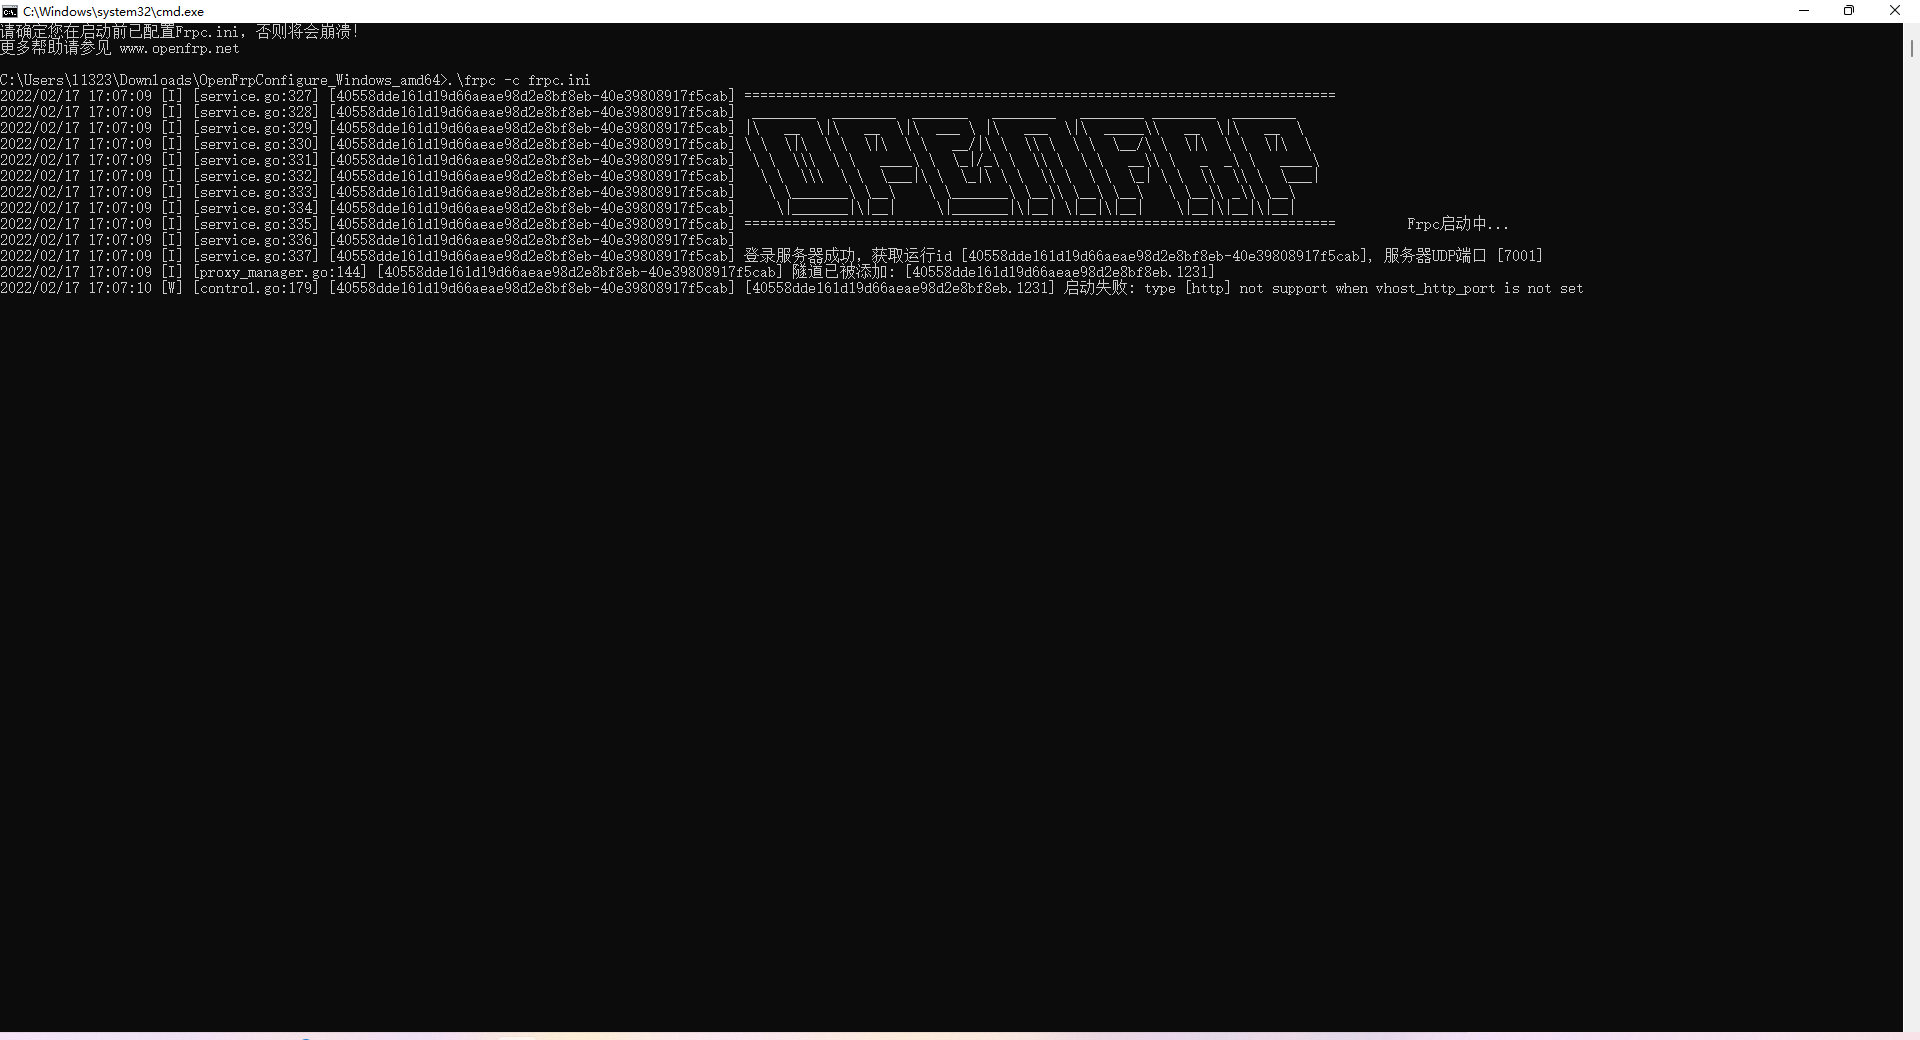 C:\Windows\system32\cmd.exe
请确定您在启动前已配置Frpc.ini, 否则将会崩溃!
更多帮助请参见 www.openfrp.net
C:\Users\11323\Downloads\OpenFrpConfigure_Windows_amd64>.\frpc -c frpc.ini
2022/02/17 17:07:09 [I] [service.go:327] [40558dde161d19d66aeae98d2e8bf8eb-40e39808917f5cab] ==========================================================================
2022/02/17 17:07:09 [I] [service.go:328] [40558dde161d19d66aeae98d2e8bf8eb-40e39808917f5cab]
2022/02/17 17:07:09 [I] [service.go:329] [40558dde161d19d66aeae98d2e8bf8eb-40e39808917f5cab]
2022/02/17 17:07:09 [I] [service.go:330] [40558dde161d19d66aeae98d2e8bf8eb-40e39808917f5cab]
2022/02/17 17:07:09 [I] [service.go:331] [40558dde161d19d66aeae98d2e8bf8eb-40e39808917f5cab]
2022/02/17 17:07:09 [I] [service.go:332] [40558dde161d19d66aeae98d2e8bf8eb-40e39808917f5cab]
2022/02/17 17:07:09 [I] [service.go:333] [40558dde161d19d66aeae98d2e8bf8eb-40e39808917f5cab]
2022/02/17 17:07:09 [I] [service.go:334] [40558dde161d19d66aeae98d2e8bf8eb-40e39808917f5cab]
2022/02/17 17:07:09 [I] [service.go:335] [40558dde161d19d66aeae98d2e8bf8eb-40e39808917f5cab] ========================================================================== Frpc启动中...
2022/02/17 17:07:09 [I] [service.go:336] [40558dde161d19d66aeae98d2e8bf8eb-40e39808917f5cab]
2022/02/17 17:07:09 [I] [service.go:337] [40558dde161d19d66aeae98d2e8bf8eb-40e39808917f5cab] 登录服务器成功, 获取运行id [40558dde161d19d66aeae98d2e8bf8eb-40e39808917f5cab], 服务器UDP端口 [7001]
2022/02/17 17:07:09 [I] [proxy_manager.go:144] [40558dde161d19d66aeae98d2e8bf8eb-40e39808917f5cab] 隧道已被添加: [40558dde161d19d66aeae98d2e8bf8eb.1231]
2022/02/17 17:07:10 [W] [control.go:179] [40558dde161d19d66aeae98d2e8bf8eb-40e39808917f5cab] [40558dde161d19d66aeae98d2e8bf8eb.1231] 启动失败: type [http] not support when vhost_http_port is not set